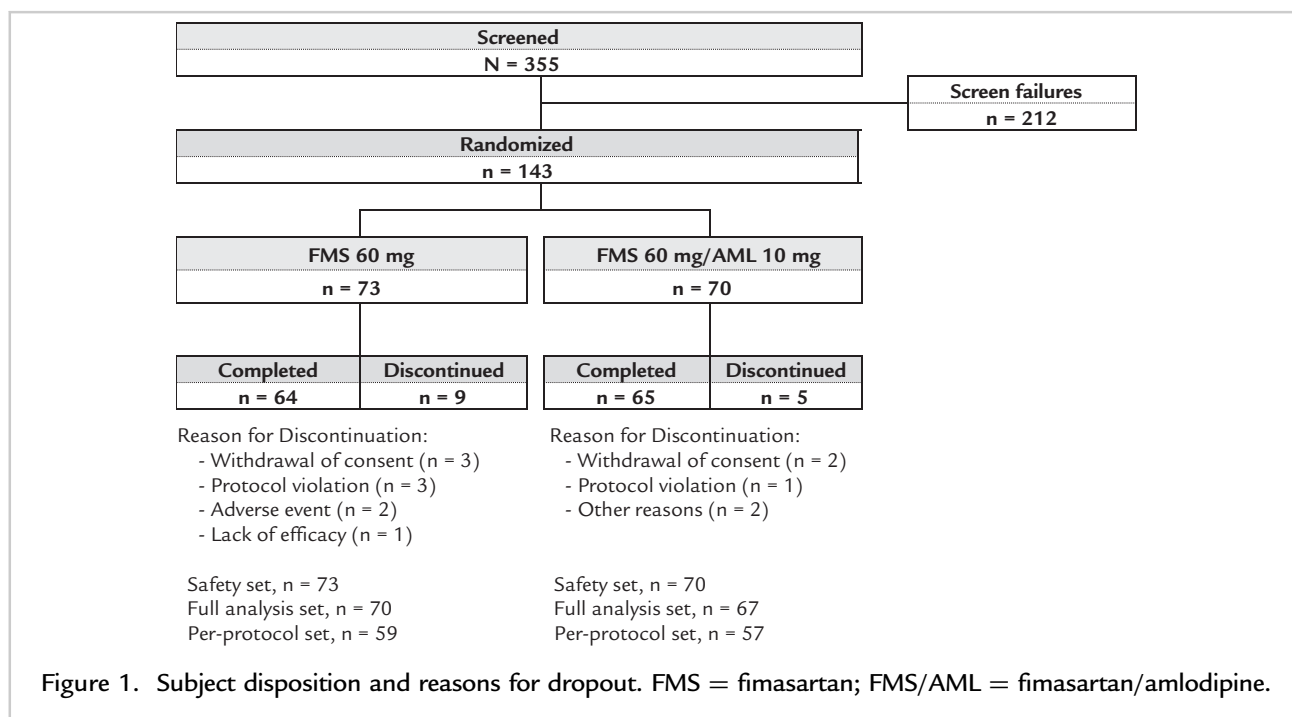 Screened
N = 355
Screen failures
n = 212
Randomized
n = 143
FMS 60 mg
n = 73
FMS 60 mg/AML 10 mg
n = 70
Completed
n = 64
Discontinued
n = 9
Completed
n = 65
Discontinued
n = 5
Reason for Discontinuation:
- Withdrawal of consent (n = 3)
- Protocol violation (n = 3)
- Adverse event (n = 2)
- Lack of efficacy (n = 1)
Safety set, n = 73
Full analysis set, n = 70
Per-protocol set, n = 59
Reason for Discontinuation:
- Withdrawal of consent (n = 2)
- Protocol violation (n = 1)
- Other reasons (n = 2)
Safety set, n = 70
Full analysis set, n = 67
Per-protocol set, n = 57
Figure 1. Subject disposition and reasons for dropout. FMS = fimasartan; FMS/AML = fimasartan/amlodipine.